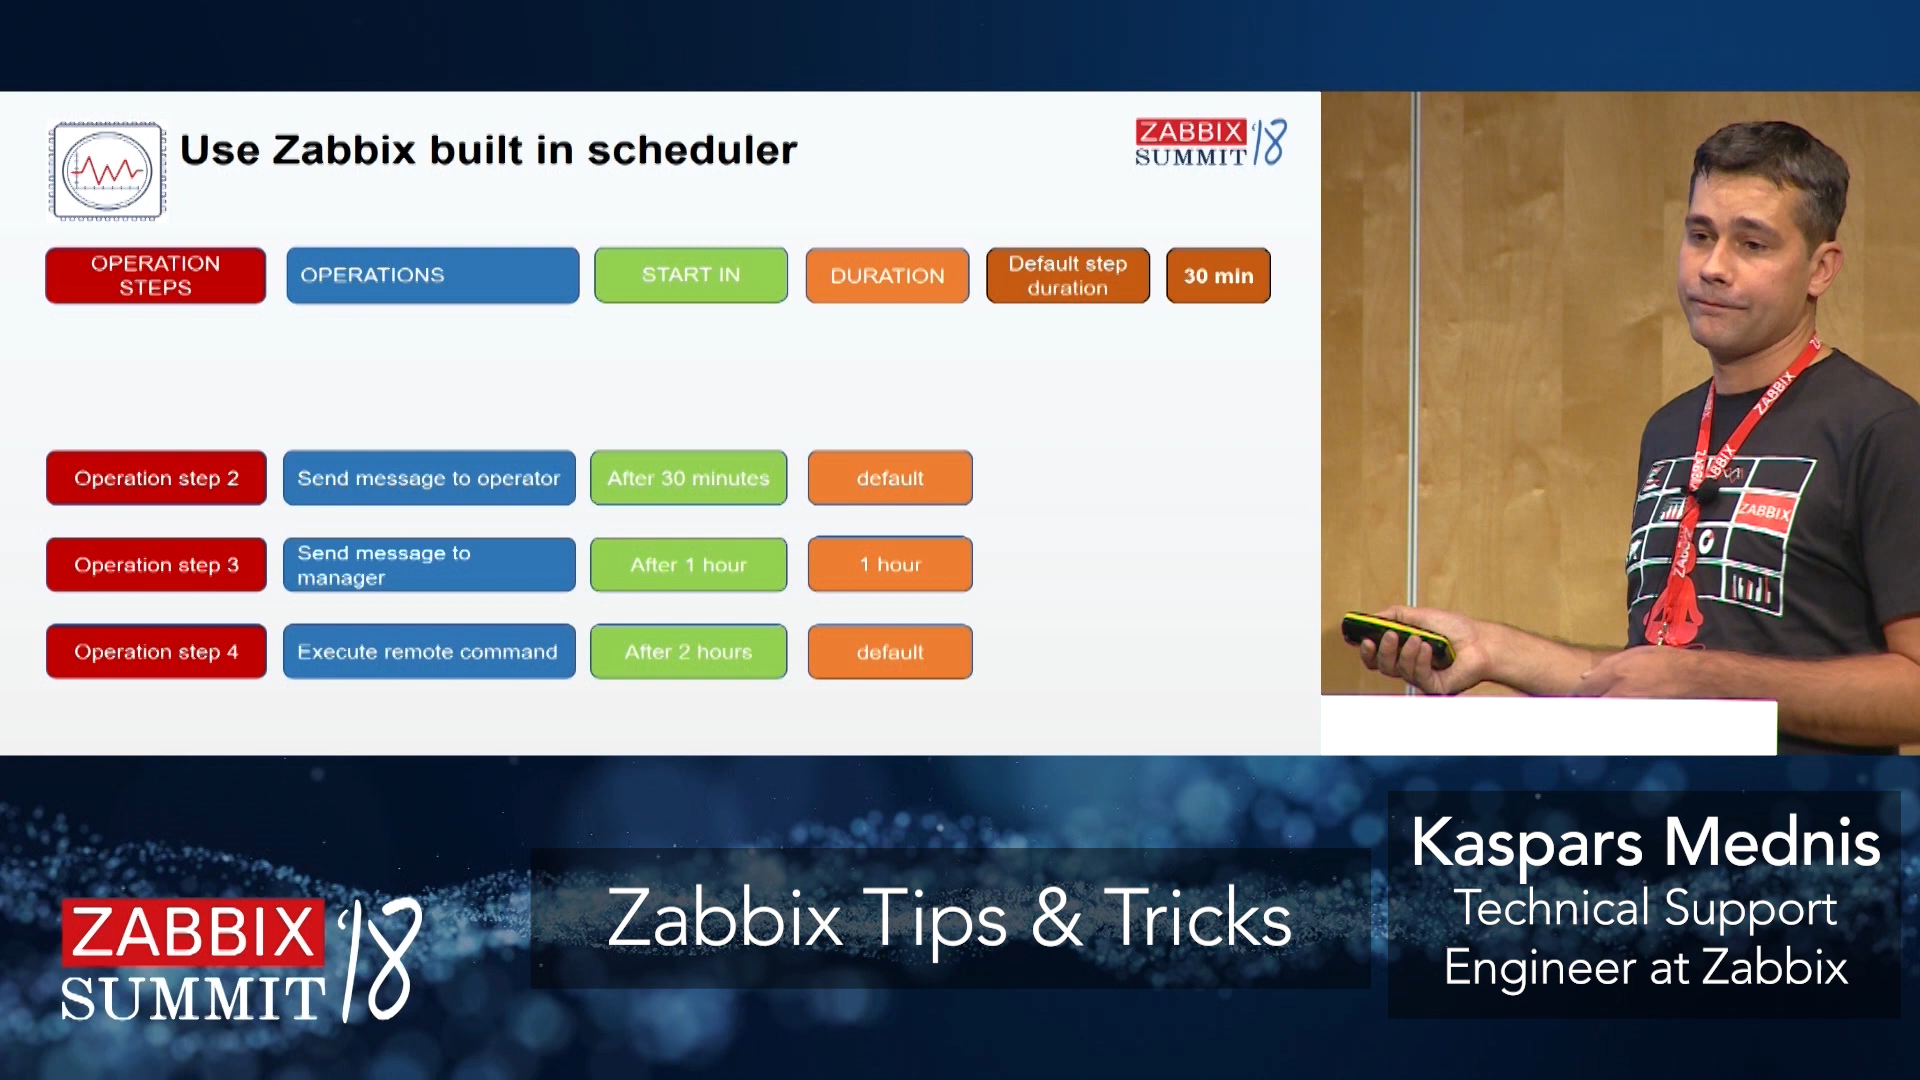 Use Zabbix built in scheduler
ZABBIX '18
SUMMIT
OPERATION
STEPS
OPERATIONS
START IN
DURATION
Default step
duration
30 min
Operation step 2
Send message to operator
After 30 minutes
default
Operation step 3
Send message to
manager
After 1 hour
1 hour
Operation step 4
Execute remote command
After 2 hours
default
ZABBIX
ZABBIX
ZABBIX
ZABBIX '18
SUMMIT
Zabbix Tips & Tricks
Kaspars Mednis
Technical Support
Engineer at Zabbix